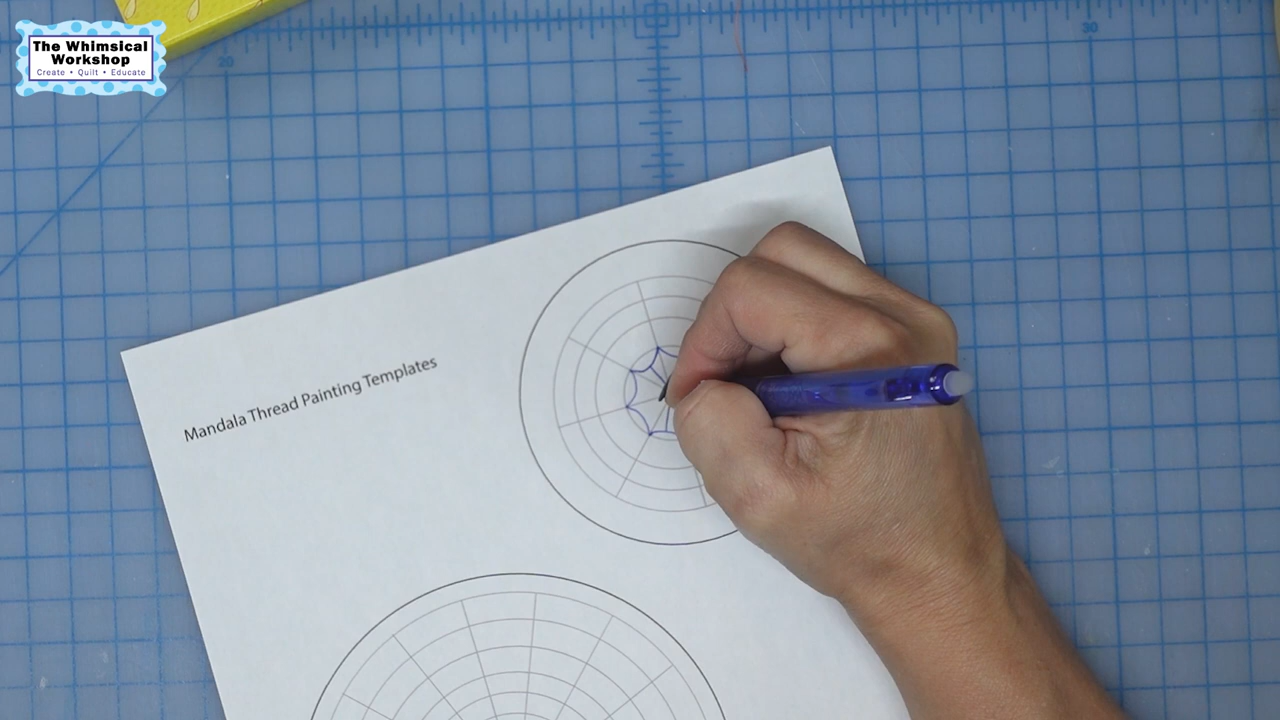 The Whimsical
Workshop
Create • Quilt • Educate
20
30
Mandala Thread Painting Templates